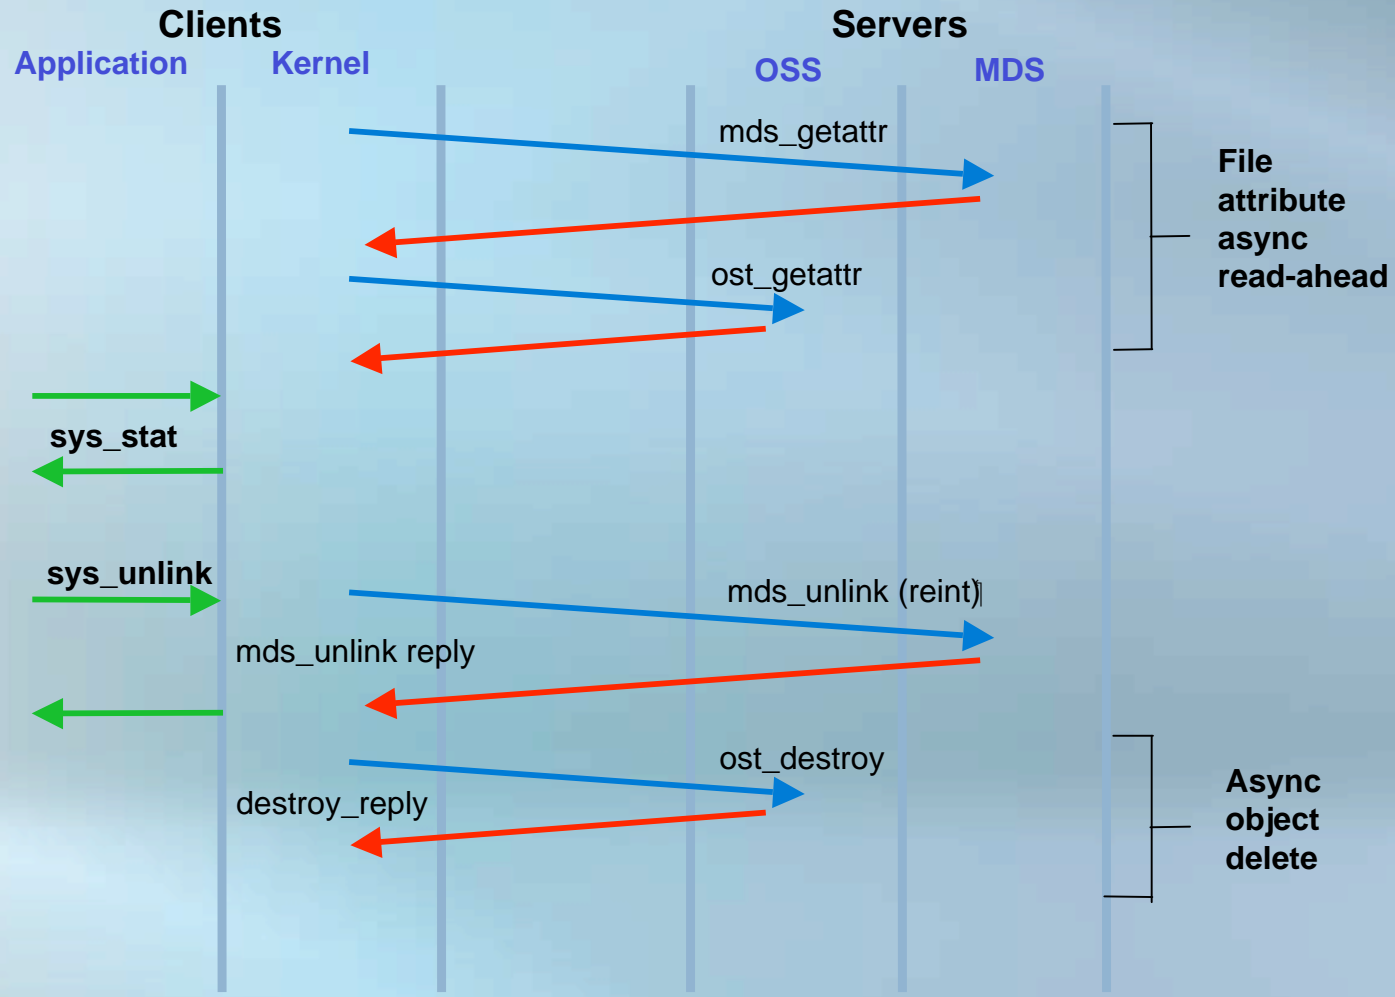 Clients
Servers
Application
Kernel
OSS
MDS
mds_getattr
File
attribute
async
read-ahead
ost_getattr
sys_stat
sys_unlink
mds_unlink (reint)
mds_unlink reply
ost_destroy
destroy_reply
Async
object
delete